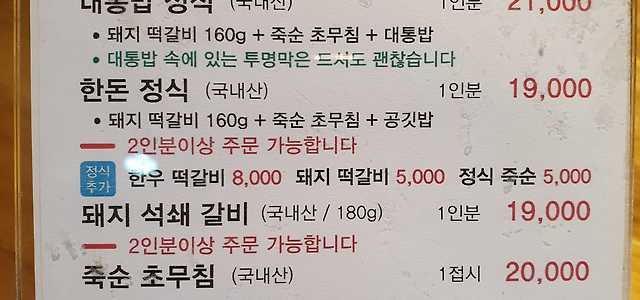 대통밥 정식 (국내산) 1인분 21,000
• 돼지 떡갈비 160g + 죽순 초무침 + 대통밥
• 대통밥 속에 있는 투명막은 드셔도 괜찮습니다
한돈 정식 (국내산) 1인분 19,000
• 돼지 떡갈비 160g + 죽순 초무침 + 공깃밥
2인분이상 주문 가능합니다
정식 추가 한우 떡갈비 8,000 돼지 떡갈비 5,000 정식 죽순 5,000
돼지 석쇄 갈비 (국내산 / 180g) 1인분 19,000
2인분이상 주문 가능합니다
죽순 초무침 (국내산) 1접시 20,000